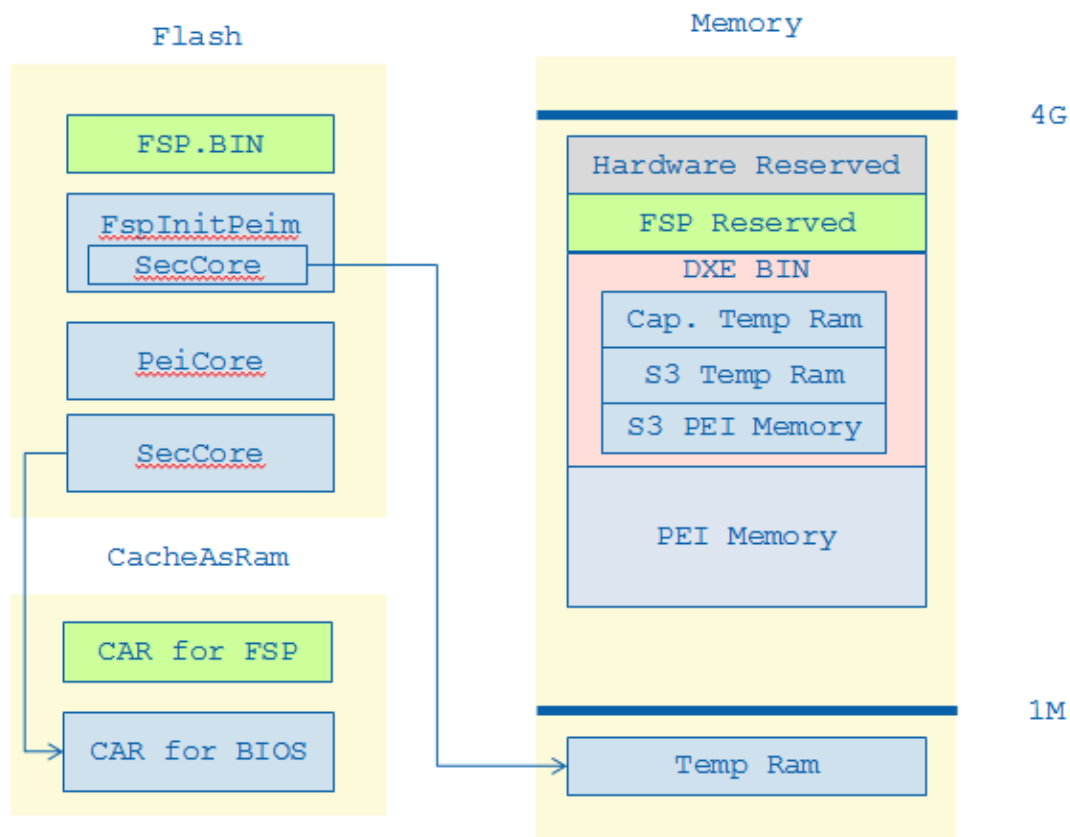 Flash
FSP.BIN
FspInitPeim
SecCore
PeiCore
SecCore
CacheAsRam
CAR for FSP
CAR for BIOS
Memory
4G
Hardware Reserved
FSP Reserved
DXE BIN
Cap. Temp Ram
S3 Temp Ram
S3 PEI Memory
PEI Memory
1M
Temp Ram